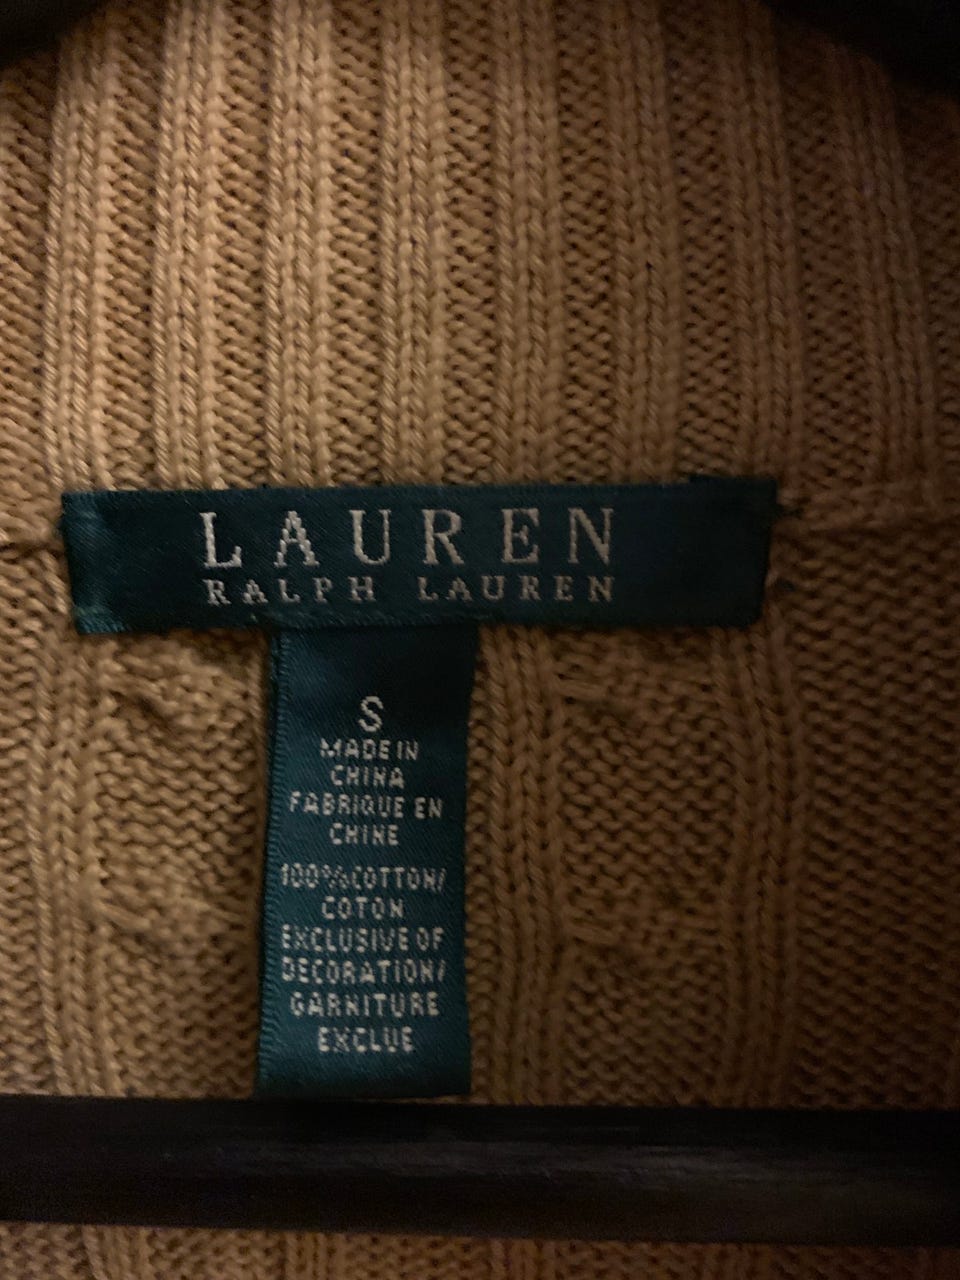 LAUREN
RALPH LAUREN
S
MADE IN
CHINA
FABRIQUE EN
CHINE
100%COTTON/
COTON
EXCLUSIVE OF
DECORATION/
GARNITURE
EXCLUE